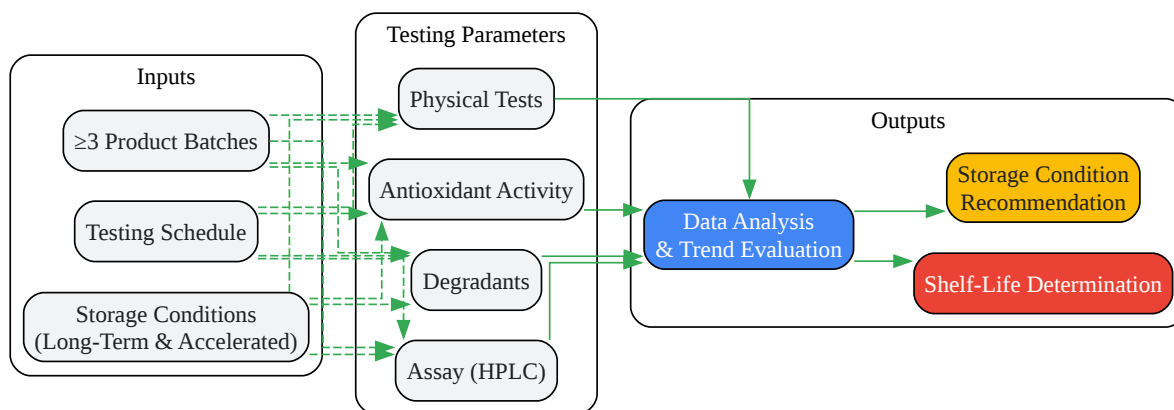 Inputs
≥3 Product Batches
Testing Schedule
Storage Conditions
(Long-Term & Accelerated)
Testing Parameters
Physical Tests
Antioxidant Activity
Degradants
Assay (HPLC)
Outputs
Data Analysis
& Trend Evaluation
Storage Condition
Recommendation
Shelf-Life Determination